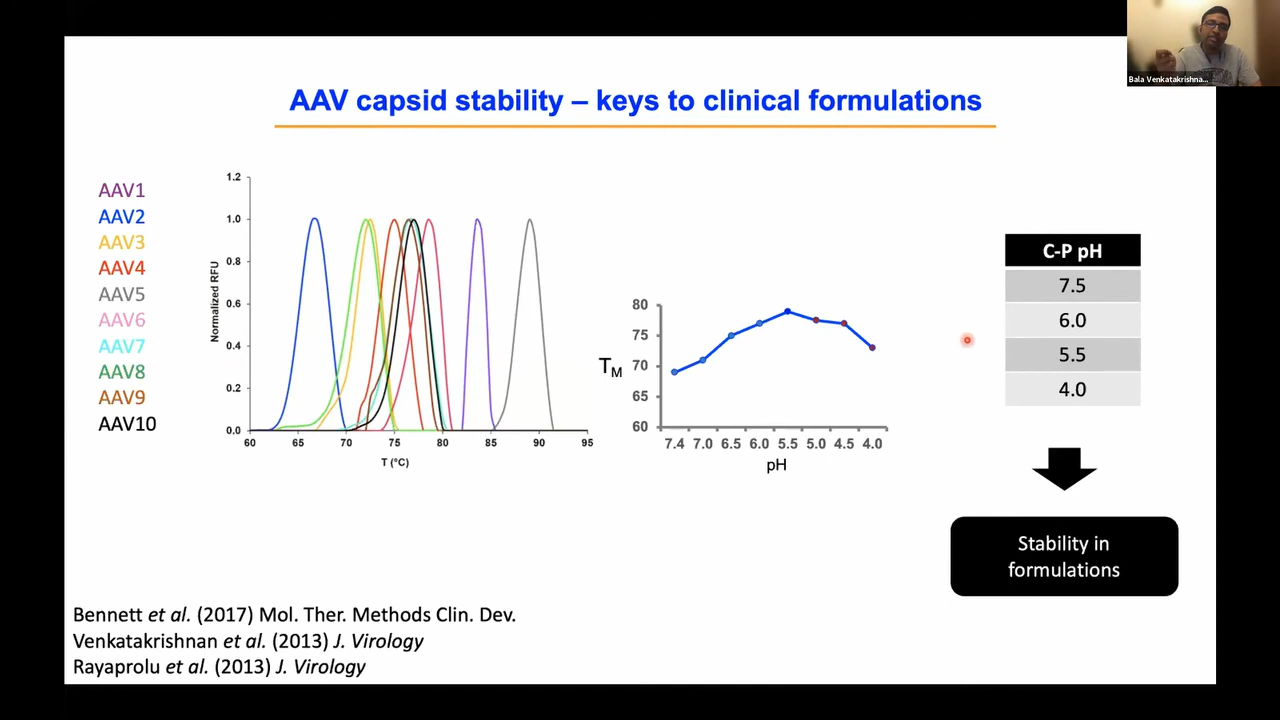 Bala Venkatakrishna...
AAV capsid stability – keys to clinical formulations
AAV1
AAV2
AAV3
AAV4
AAV5
AAV6
AAV7
AAV8
AAV9
AAV10
Normalized RFU
1.2
1.0
0.8
0.6
0.4
0.2
0.0
60 65 70 75 80 85 90 95
T (°C)
TM
80
75
70
65
60
7.4 7.0 6.5 6.0 5.5 5.0 4.5 4.0
pH
C-P pH
7.5
6.0
5.5
4.0
Stability in
formulations
Bennett et al. (2017) Mol. Ther. Methods Clin. Dev.
Venkatakrishnan et al. (2013) J. Virology
Rayaprolu et al. (2013) J. Virology